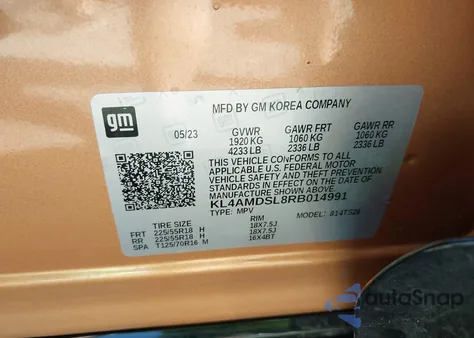 gm
MFD BY GM KOREA COMPANY
05/23 GVWR GAWR FRT GAWR RR
1920 KG 1060 KG 1060 KG
4233 LB 2336 LB 2336 LB
THIS VEHICLE CONFORMS TO ALL
APPLICABLE U.S. FEDERAL MOTOR
VEHICLE SAFETY AND THEFT
PREVENTION STANDARDS IN EFFECT
ON THE DATE OF
MANUFACTURE SHOWN ABOVE.
KL4AMDSL8RB014991
TYPE: MPV MODEL: 814TS26
TIRE SIZE RIM
FRT 225/55R18 H 18X7.5J
RR 225/55R18 H 18X7.5J
SPA T125/70R16 M 16X4BT
autoSnap